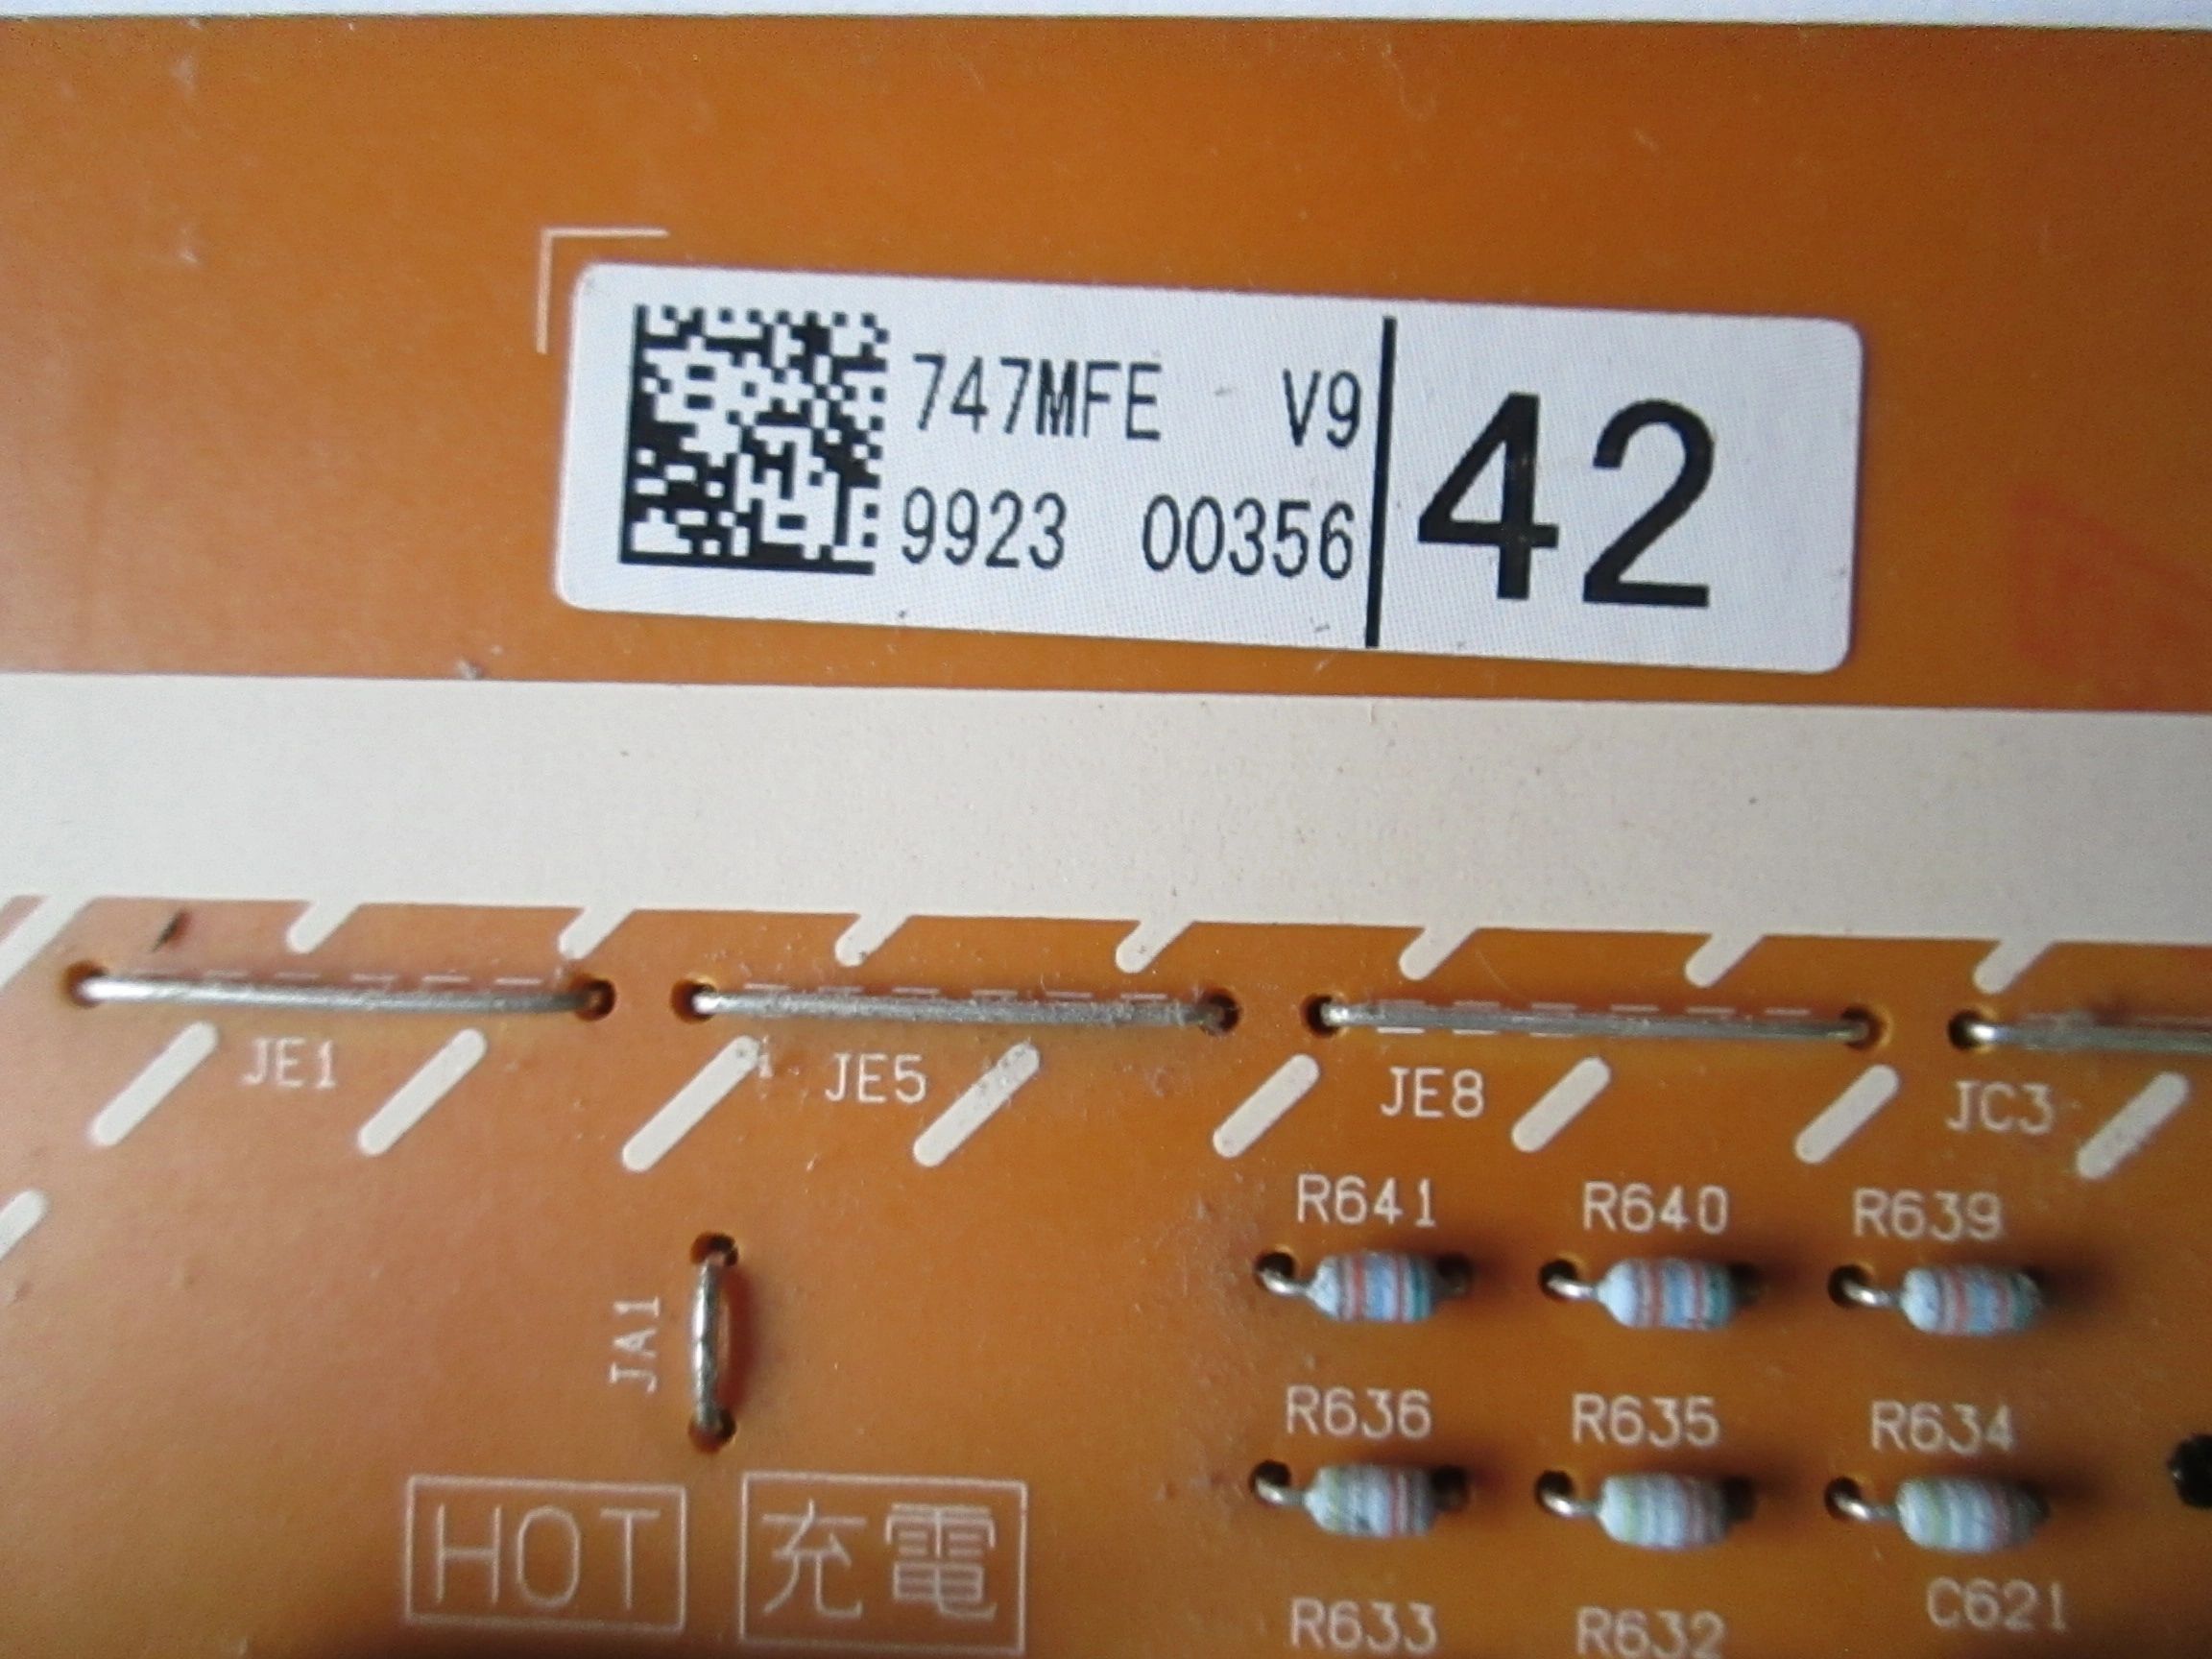 747MFE V9
9923 00356
42
JE1
JE5
JE8
JC3
R641
R640
R639
JA1
R636
R635
R634
HOT
充電
R633
R632
C621